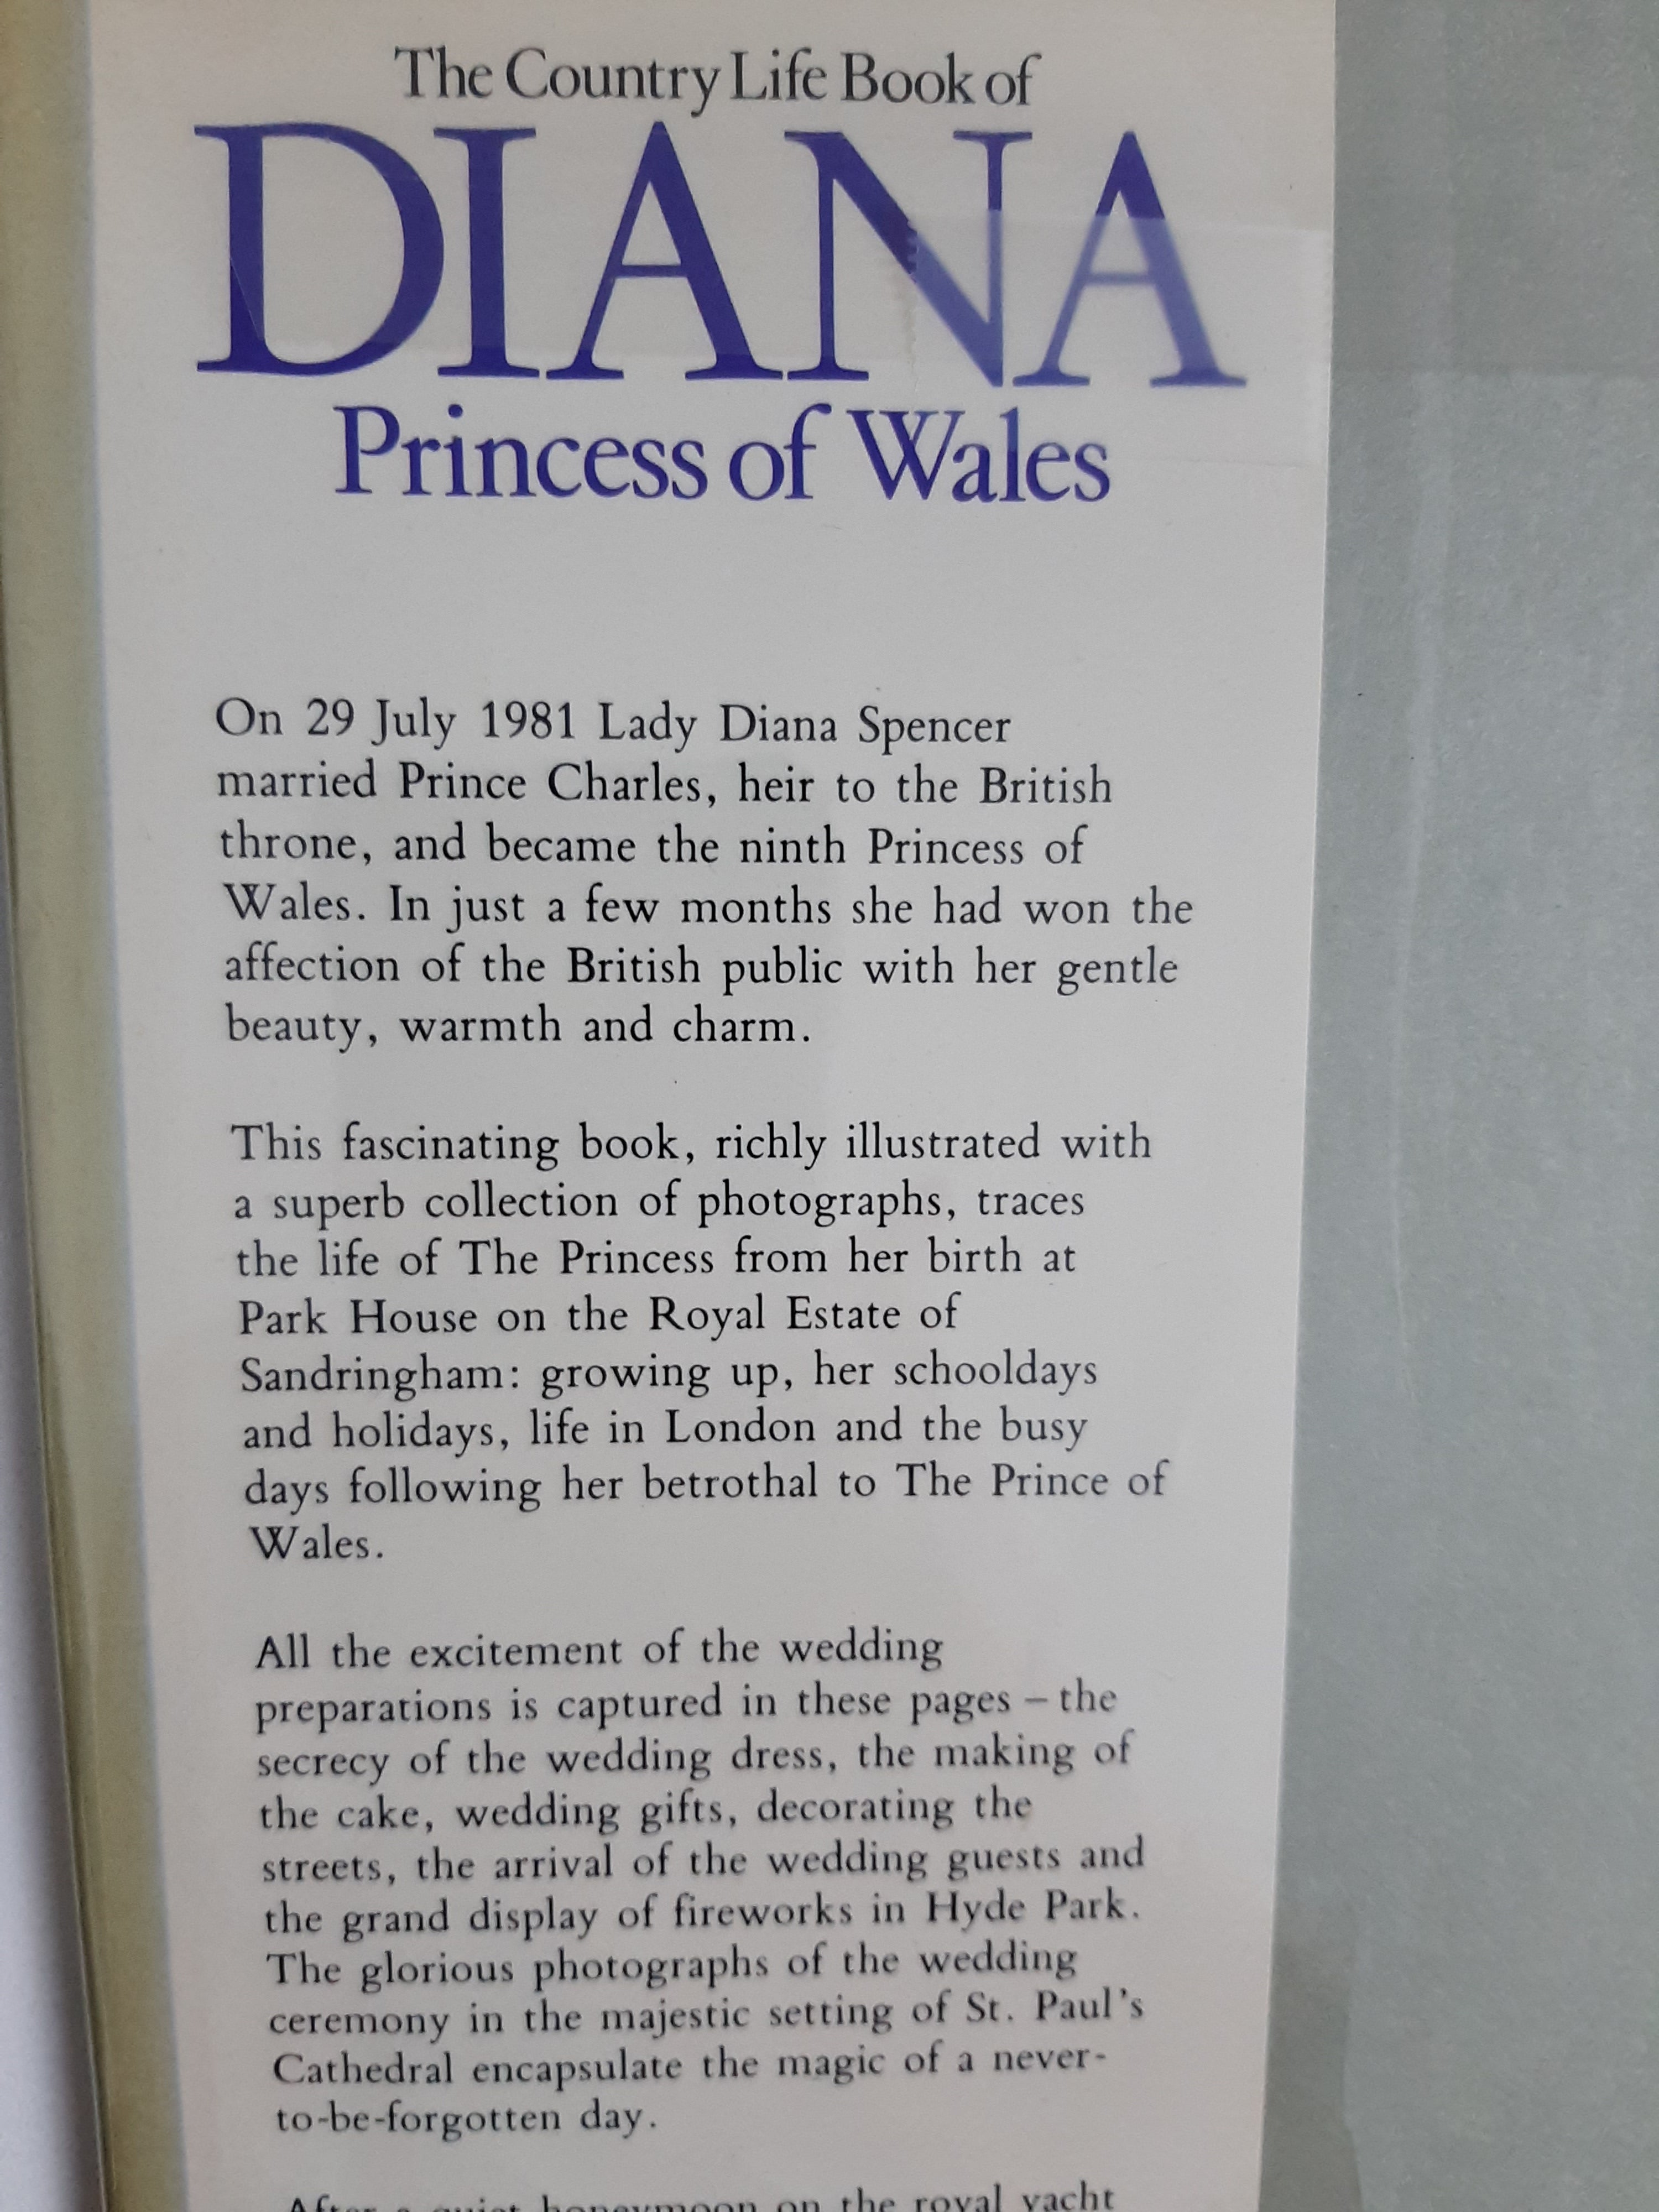 The Country Life Book of
DIANA
Princess of Wales
On 29 July 1981 Lady Diana Spencer
married Prince Charles, heir to the British
throne, and became the ninth Princess of
Wales. In just a few months she had won the
affection of the British public with her gentle
beauty, warmth and charm.
This fascinating book, richly illustrated with
a superb collection of photographs, traces
the life of The Princess from her birth at
Park House on the Royal Estate of
Sandringham: growing up, her schooldays
and holidays, life in London and the busy
days following her betrothal to The Prince of
Wales.
All the excitement of the wedding
preparations is captured in these pages – the
secrecy of the wedding dress, the making of
the cake, wedding gifts, decorating the
streets, the arrival of the wedding guests and
the grand display of fireworks in Hyde Park.
The glorious photographs of the wedding
ceremony in the majestic setting of St. Paul's
Cathedral encapsulate the magic of a never-
to-be-forgotten day.
After a quiet honeymoon on the royal yacht